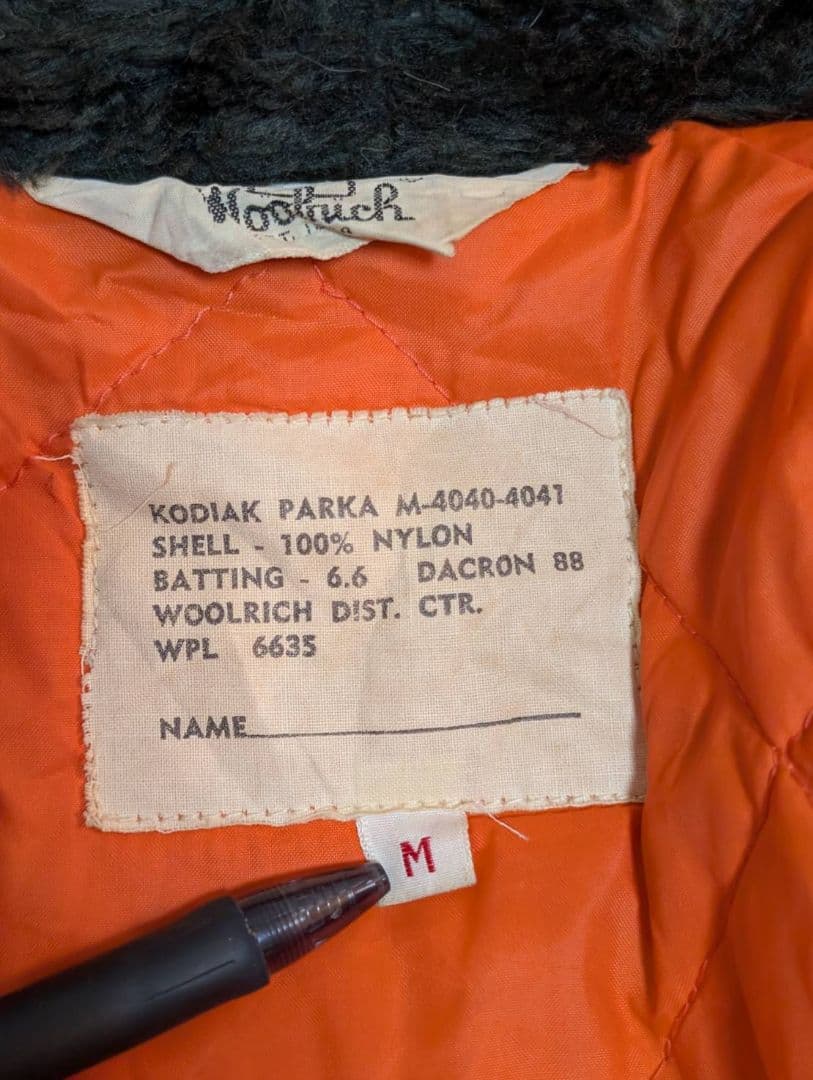 Woolrich
KODIAK PARKA M-4040-4041
SHELL - 100% NYLON
BATTING - 6.6 DACRON 88
WOOLRICH DIST. CTR.
WPL 6635
NAME
M